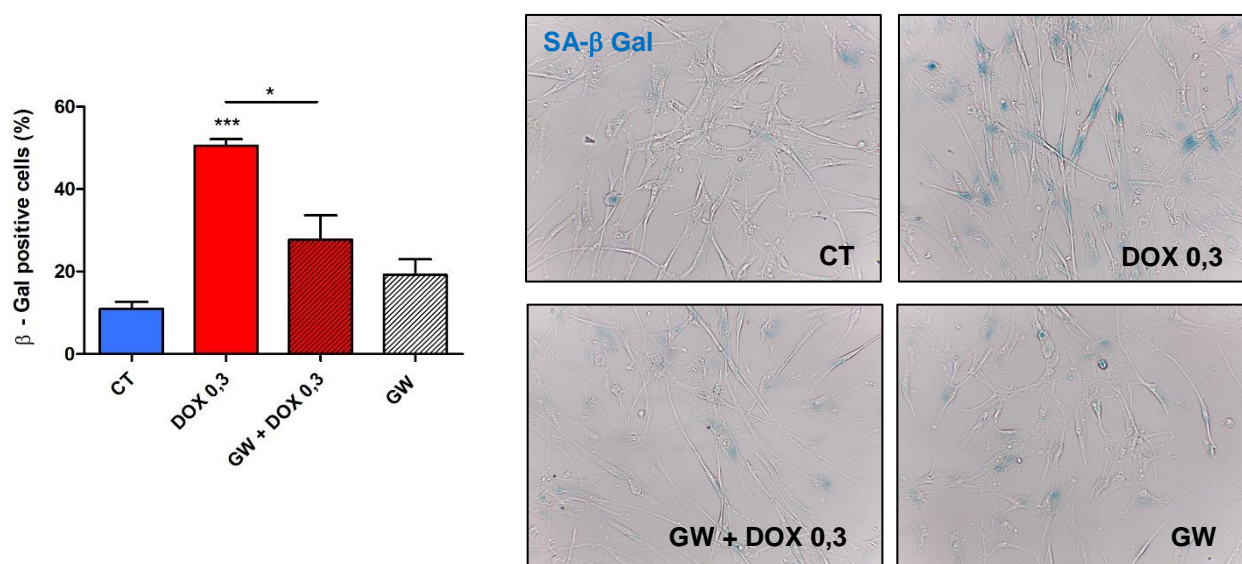 β - Gal positive cells (%)
60
40
20
0
*
***
CT
DOX 0,3
GW + DOX 0,3
GW
SA-β Gal
CT
DOX 0,3
GW + DOX 0,3
GW